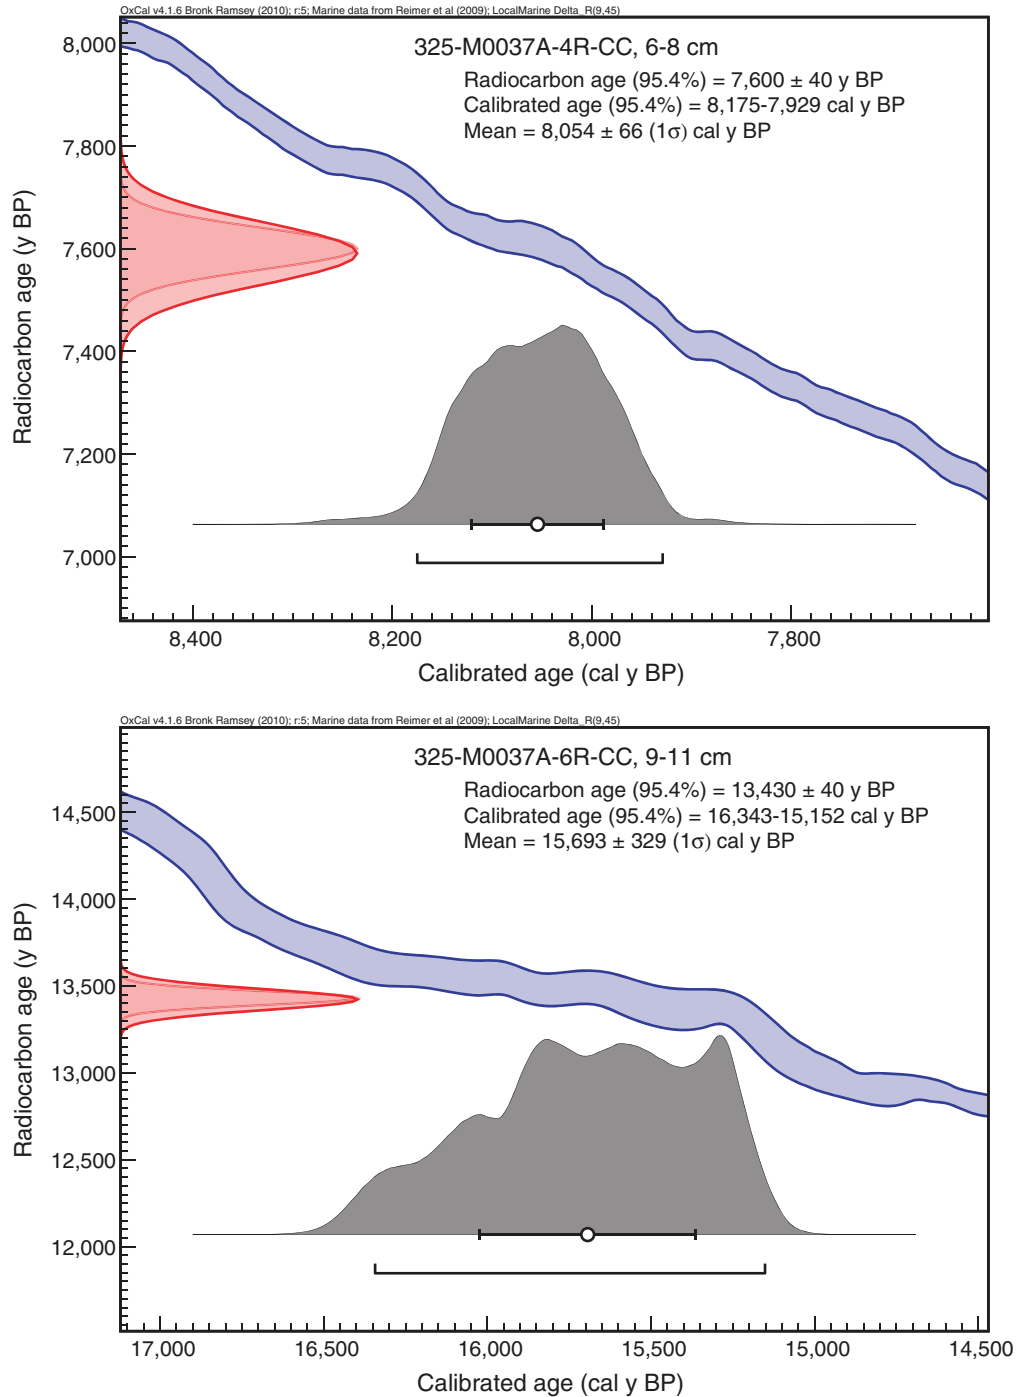 OxCal v4.1.6 Bronk Ramsey (2010); r:5; Marine data from Reimer et al (2009); LocalMarine Delta_R(9,45)
325-M0037A-4R-CC, 6-8 cm
Radiocarbon age (95.4%) = 7,600 ± 40 y BP
Calibrated age (95.4%) = 8,175-7,929 cal y BP
Mean = 8,054 ± 66 (1σ) cal y BP
Radiocarbon age (y BP)
8,000
7,800
7,600
7,400
7,200
7,000
8,400 8,200 8,000 7,800
Calibrated age (cal y BP)
OxCal v4.1.6 Bronk Ramsey (2010); r:5; Marine data from Reimer et al (2009); LocalMarine Delta_R(9,45)
325-M0037A-6R-CC, 9-11 cm
Radiocarbon age (95.4%) = 13,430 ± 40 y BP
Calibrated age (95.4%) = 16,343-15,152 cal y BP
Mean = 15,693 ± 329 (1σ) cal y BP
Radiocarbon age (y BP)
14,500
14,000
13,500
13,000
12,500
12,000
17,000 16,500 16,000 15,500 15,000 14,500
Calibrated age (cal y BP)